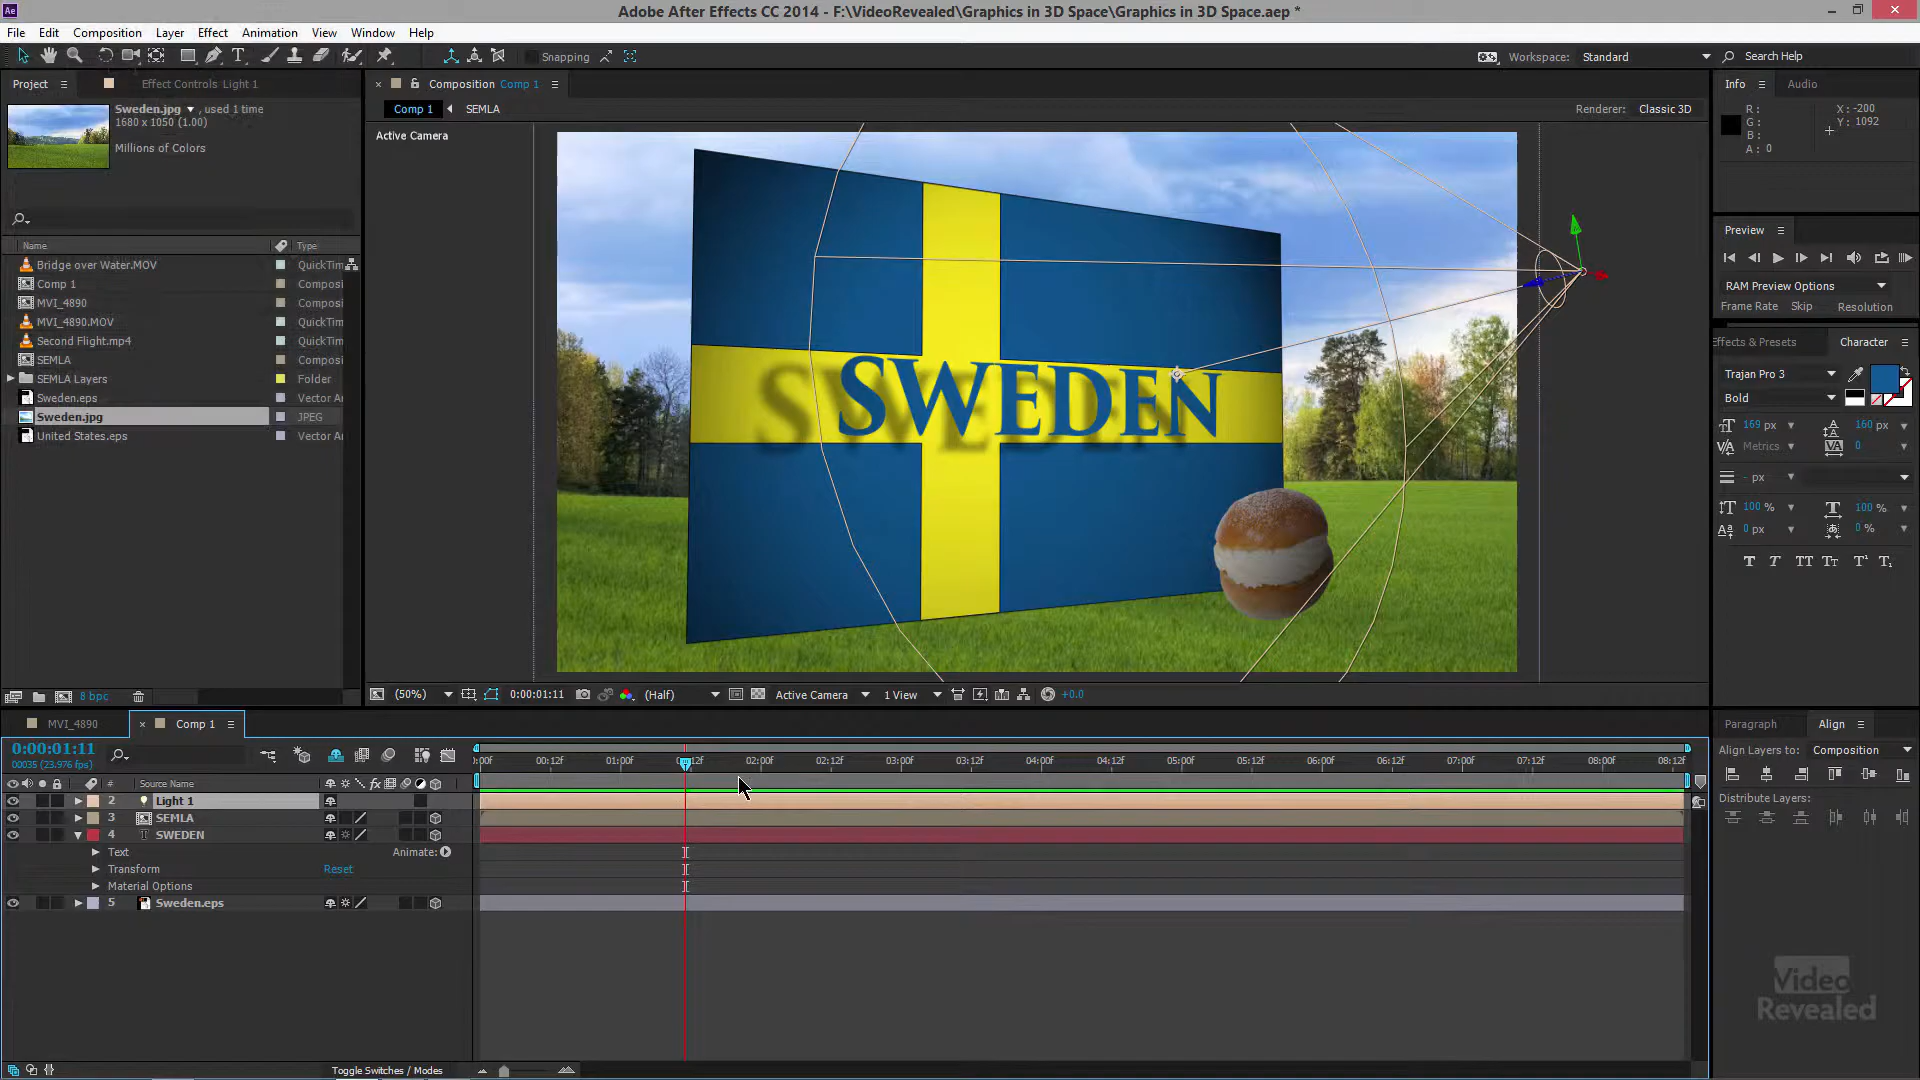 Ae Adobe After Effects CC 2014 - F:\VideoRevealed\Graphics in 3D Space\Graphics in 3D Space.aep *
File Edit Composition Layer Effect Animation View Window Help
Snapping Workspace: Standard Search Help
Project Effect Controls: Light 1
Sweden.jpg , used 1 time
1680 x 1050 (1.00)
Millions of Colors
Name Type
Bridge over Water.MOV QuickTim
Comp 1 Composi
MVI_4890 Composi
MVI_4890.MOV QuickTim
Second Flight.mp4 QuickTim
SEMLA Composi
SEMLA Layers Folder
Sweden.eps Vector Ar
Sweden.jpg JPEG
United States.eps Vector Ar
8 bpc
Composition Comp 1
Comp 1 SEMLA Renderer: Classic 3D
Active Camera
SWEDEN
(50%) 0:00:01:11 (Half) Active Camera 1 View +0.0
Info Audio
R: X: -200
G: Y: 1092
B:
A: 0
Preview
RAM Preview Options
Frame Rate Skip Resolution
Effects & Presets Character
Trajan Pro 3
Bold
169 px 160 px
Metrics 0
- px
100 % 100 %
0 px 0 %
T T TT Tt T¹ T₁
MVI_4890 Comp 1
0:00:01:11
00035 (23.976 fps)
0:00f 00:12f 01:00f 12f 02:00f 02:12f 03:00f 03:12f 04:00f 04:12f 05:00f 05:12f 06:00f 06:12f 07:00f 07:12f 08:00f 08:12f
# Source Name
2 Light 1
3 SEMLA
4 T SWEDEN
Text Animate:
Transform Reset
Material Options
5 Sweden.eps
Toggle Switches / Modes
Paragraph Align
Align Layers to: Composition
Distribute Layers:
Video
Revealed